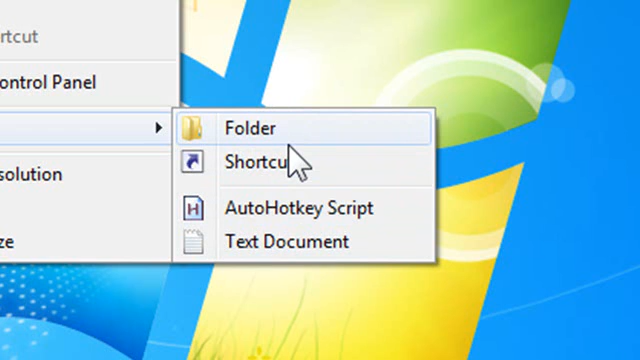 rtcut
ontrol Panel
Folder
Shortcu
solution
AutoHotkey Script
ze
Text Document